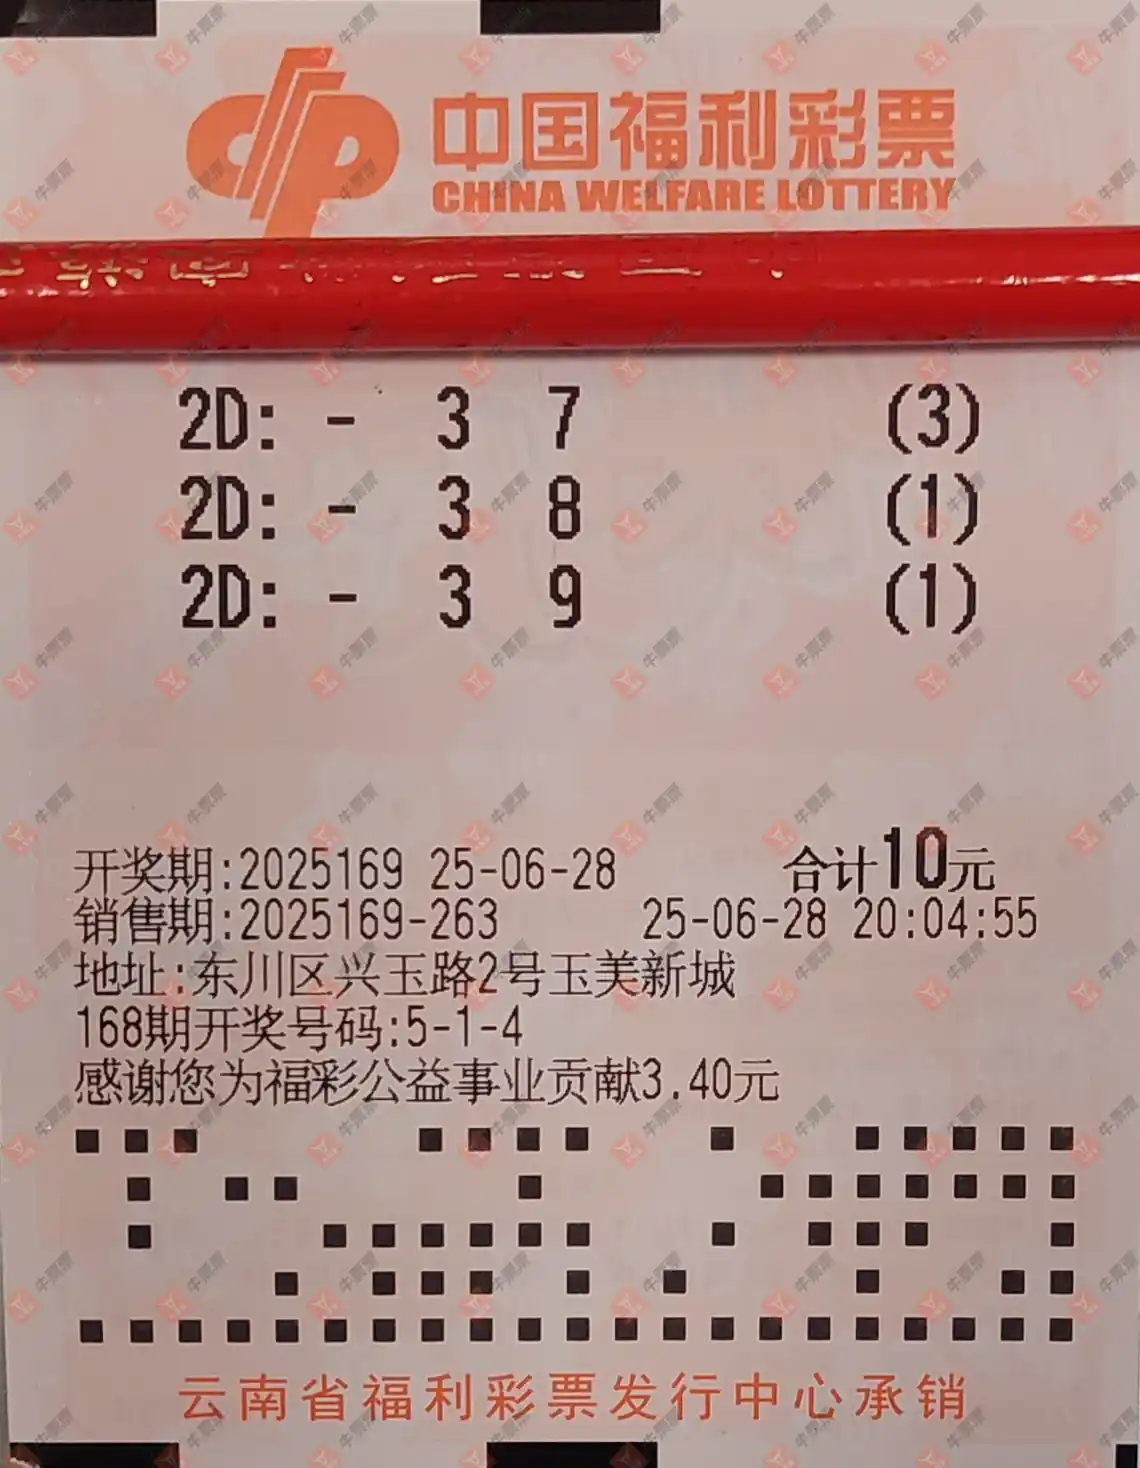 中国福利彩票
CHINA WELFARE LOTTERY
2D: - 3 7 (3)
2D: - 3 8 (1)
2D: - 3 9 (1)
开奖期:2025169 25-06-28 合计10元
销售期:2025169-263 25-06-28 20:04:55
地址:东川区兴玉路2号玉美新城
168期开奖号码:5-1-4
感谢您为福彩公益事业贡献3.40元
云南省福利彩票发行中心承销
牛票票